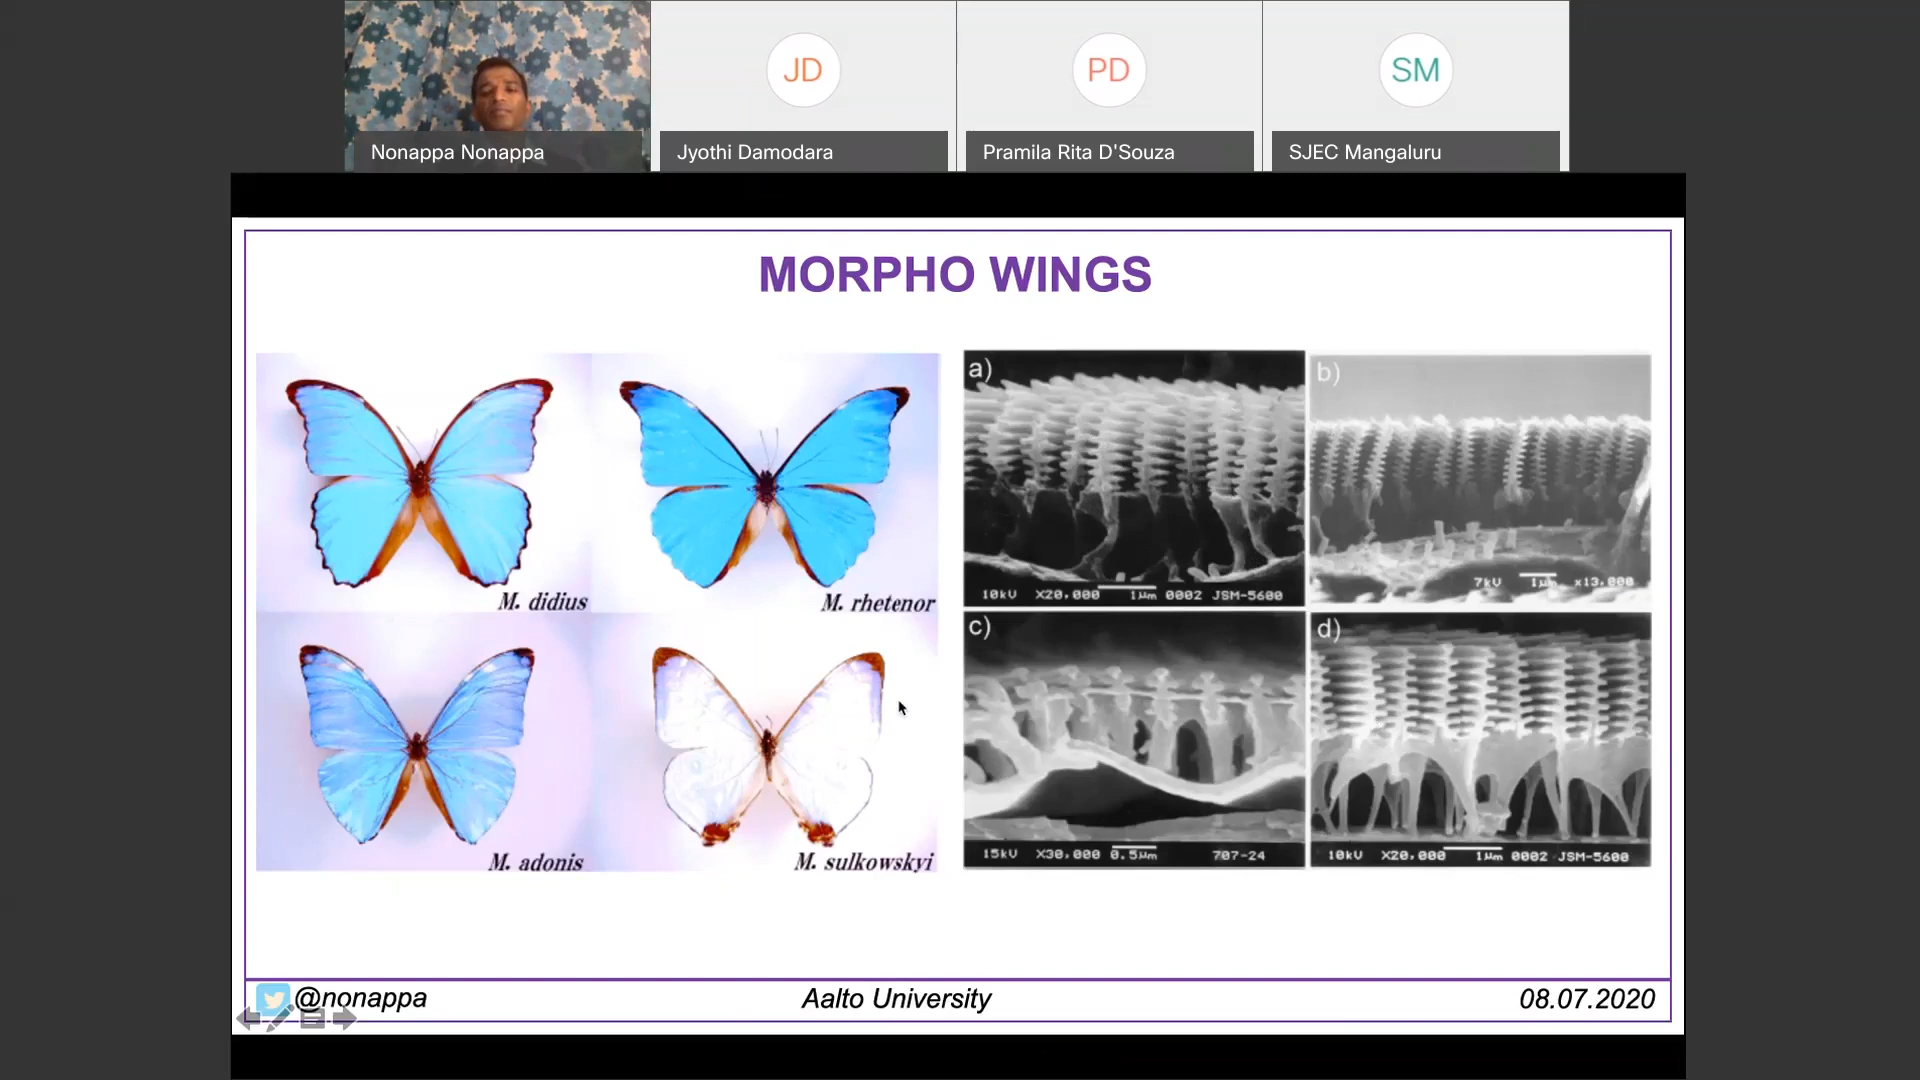 JD
PD
SM
Nonappa Nonappa
Jyothi Damodara
Pramila Rita D'Souza
SJEC Mangaluru
MORPHO WINGS
M. didius
M. rhetenor
M. adonis
M. sulkowskyi
a)
10kV X20,000 1µm 0002 JSM-5600
b)
7kV 1µm x13,000
c)
15kV X30,000 0.5µm 707-24
d)
10kV X20,000 1µm 0002 JSM-5600
@nonappa
Aalto University
08.07.2020